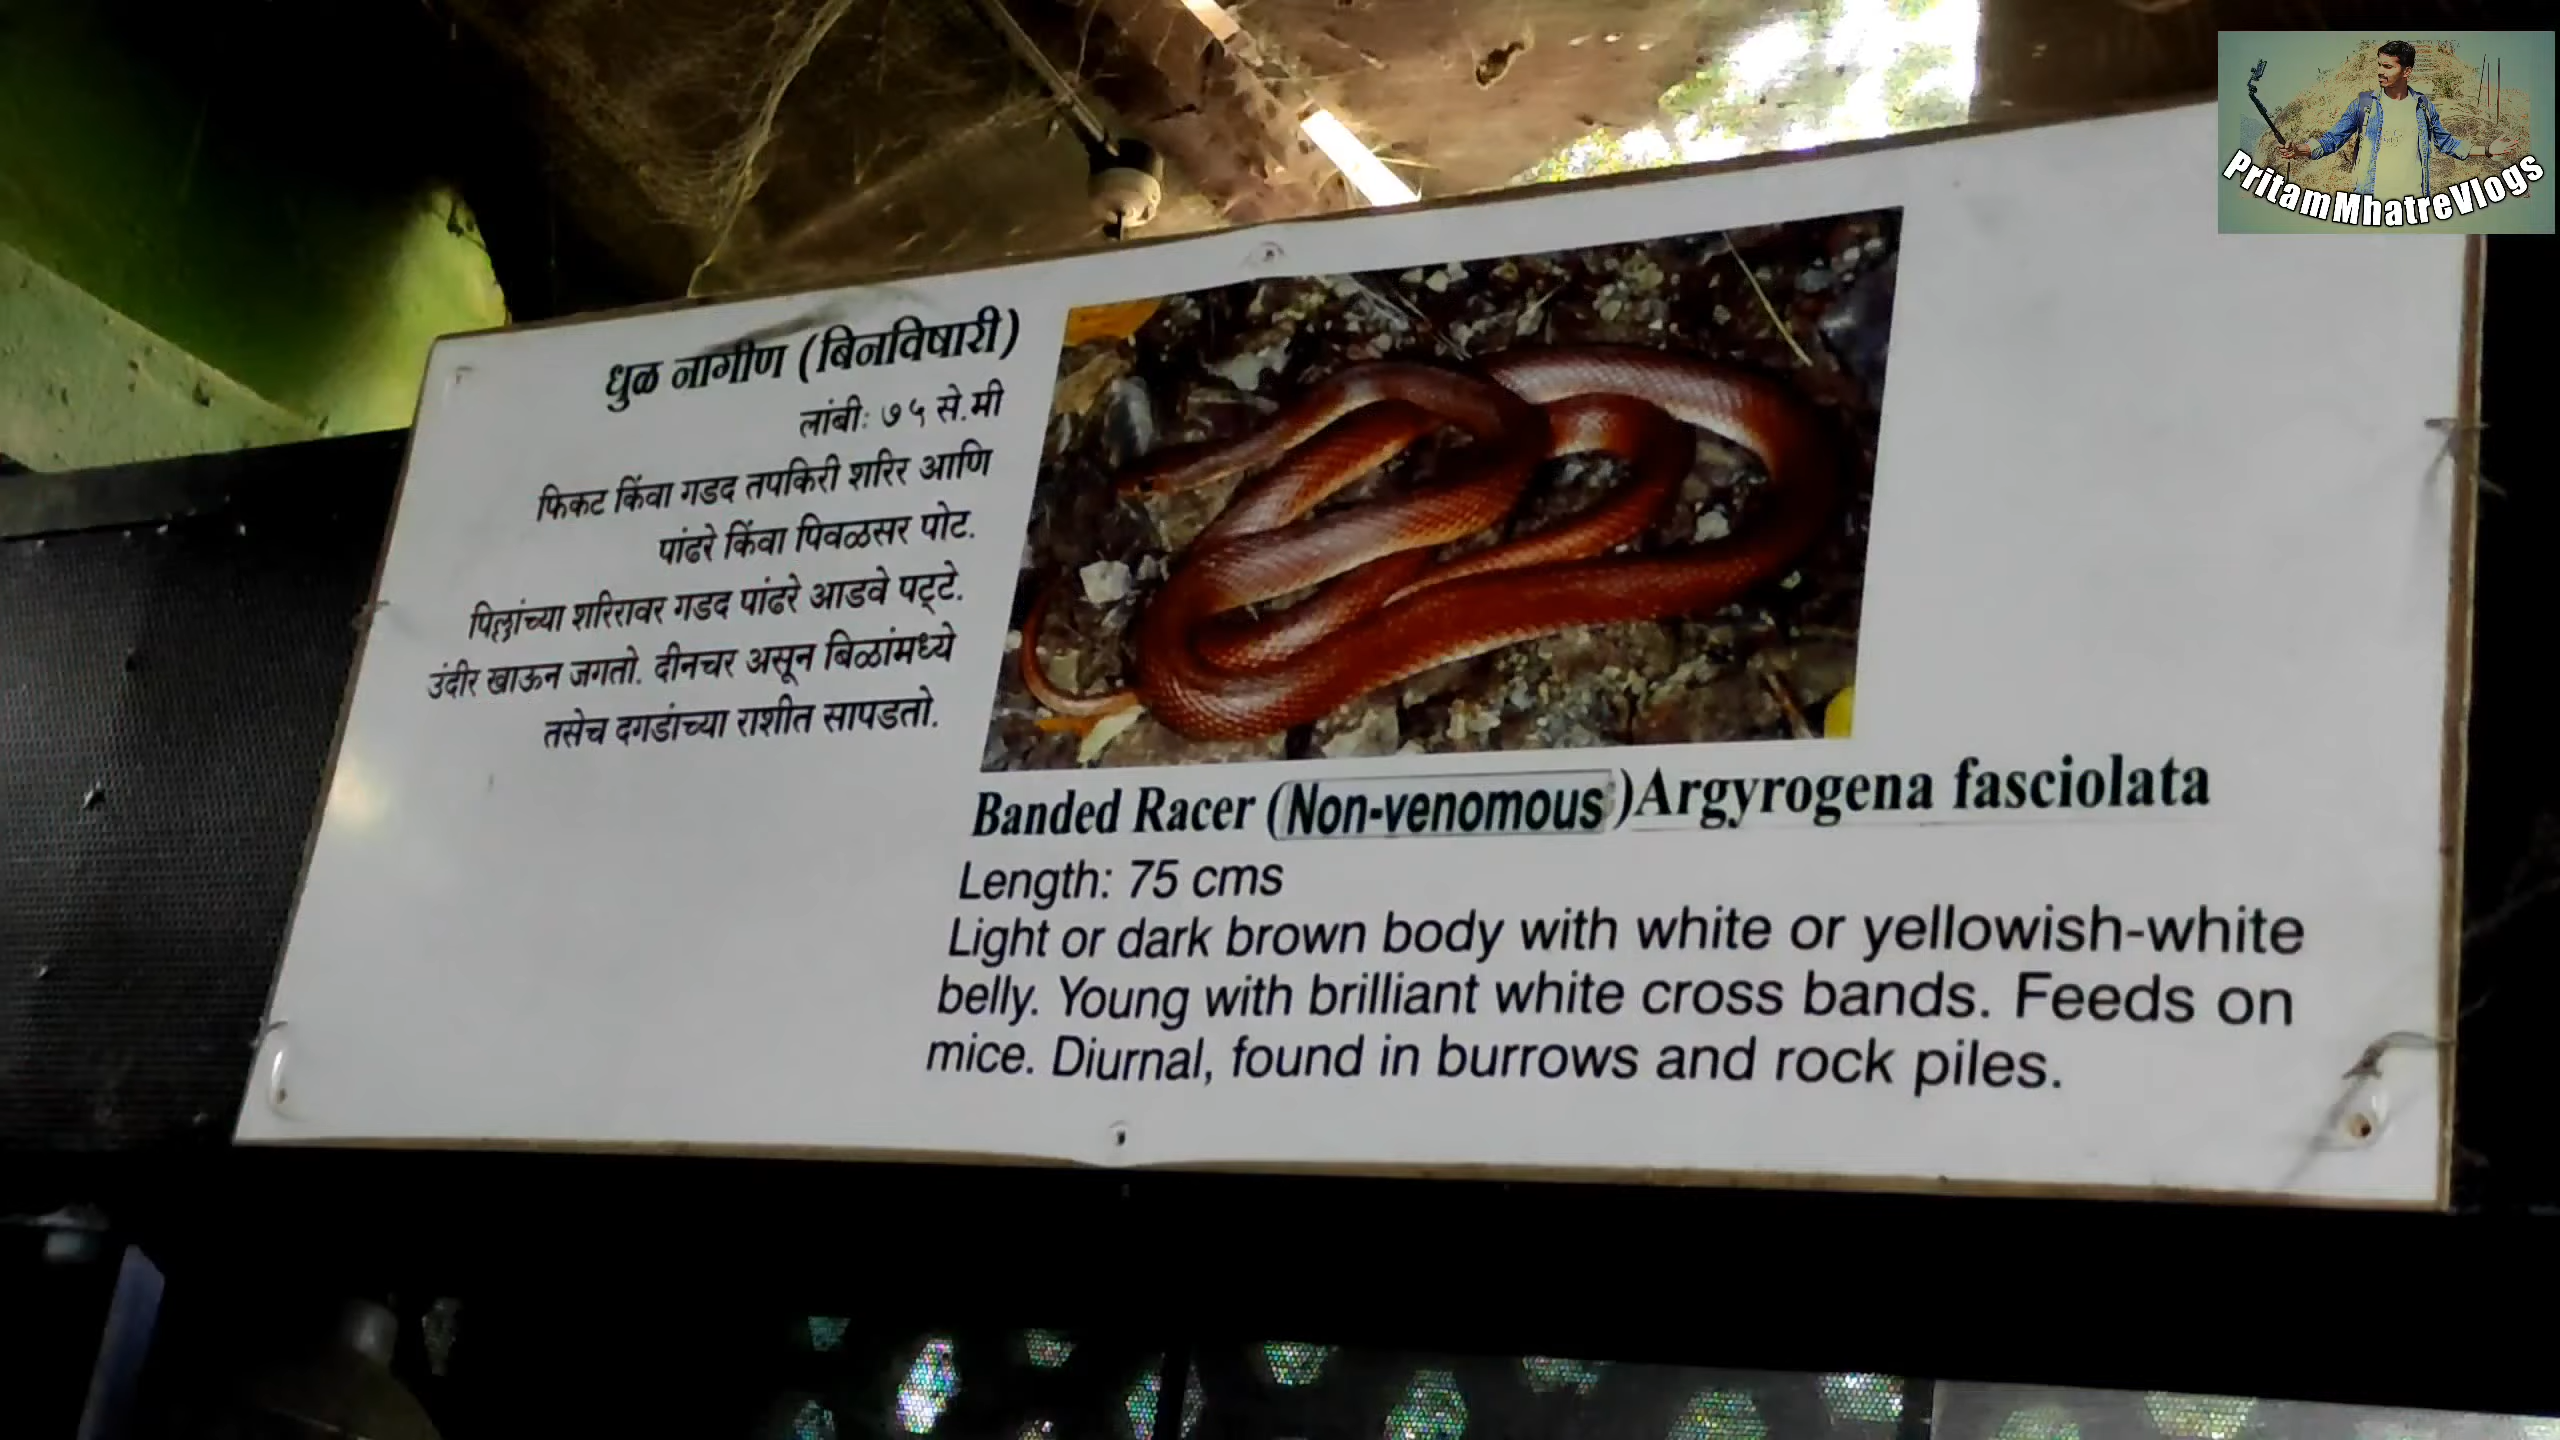 PritamMhatreVlogs
धुळ नागीण (बिनविषारी)
लांबीः ७५ से.मी
फिकट किंवा गडद तपकिरी शरिर आणि
पांढरे किंवा पिवळसर पोट.
पिल्लांच्या शरिरावर गडद पांढरे आडवे पट्टे.
उंदीर खाऊन जगतो. दीनचर असून बिळांमध्ये
तसेच दगडांच्या राशीत सापडतो.
Banded Racer (Non-venomous) Argyrogena fasciolata
Length: 75 cms
Light or dark brown body with white or yellowish-white
belly. Young with brilliant white cross bands. Feeds on
mice. Diurnal, found in burrows and rock piles.